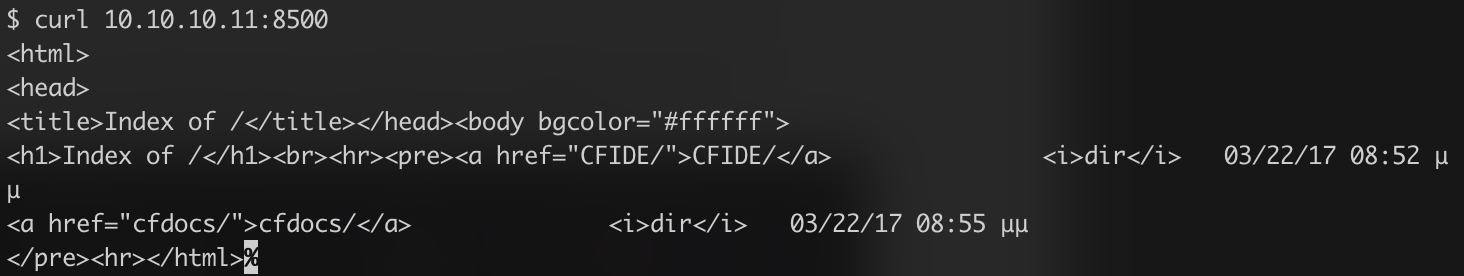 $ curl 10.10.10.11:8500
<html>
<head>
<title>Index of /</title></head><body bgcolor="#ffffff">
<h1>Index of /</h1><br><hr><pre><a href="CFIDE/">CFIDE/</a>               <i>dir</i>   03/22/17 08:52 μ
μ
<a href="cfdocs/">cfdocs/</a>              <i>dir</i>   03/22/17 08:55 μμ
</pre><hr></html>%